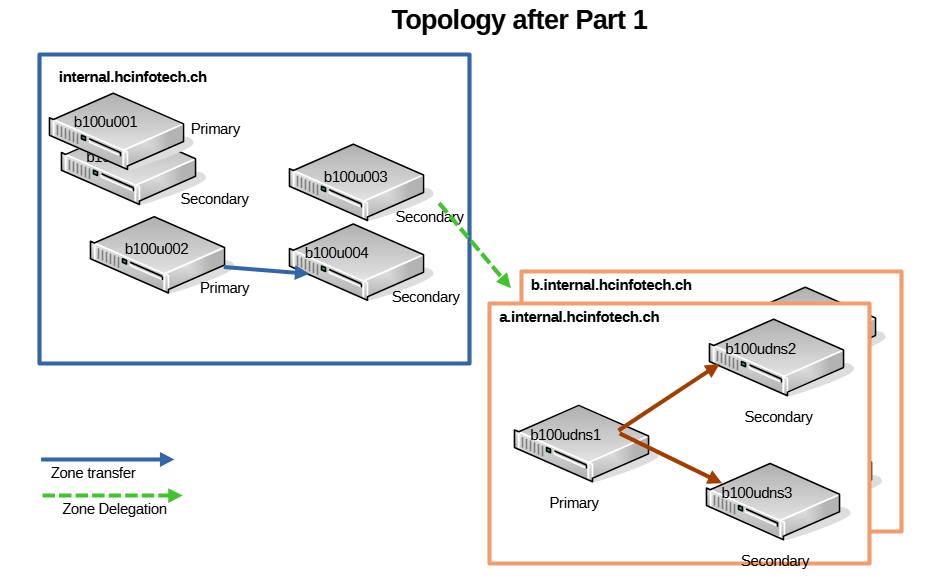 Topology after Part 1
internal.hcinfotech.ch
b100u001
Primary
Secondary
b100u003
Secondary
b100u002
Primary
b100u004
Secondary
b.internal.hcinfotech.ch
a.internal.hcinfotech.ch
b100udns2
Secondary
b100udns1
Primary
b100udns3
Secondary
Zone transfer
Zone Delegation